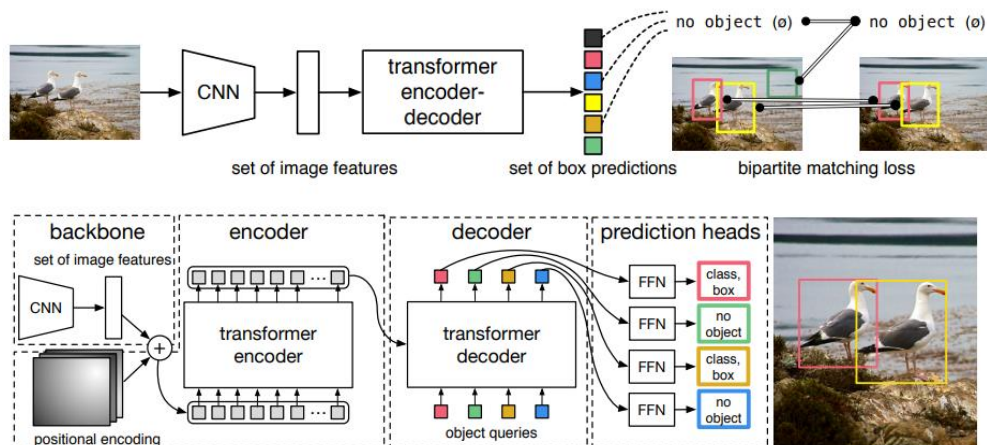 no object (ø) no object (ø)
CNN
transformer
encoder-
decoder
set of image features
set of box predictions
bipartite matching loss
backbone
set of image features
CNN
+
positional encoding
encoder
...
transformer
encoder
...
decoder
transformer
decoder
object queries
prediction heads
FFN
class,
box
FFN
no
object
FFN
class,
box
FFN
no
object